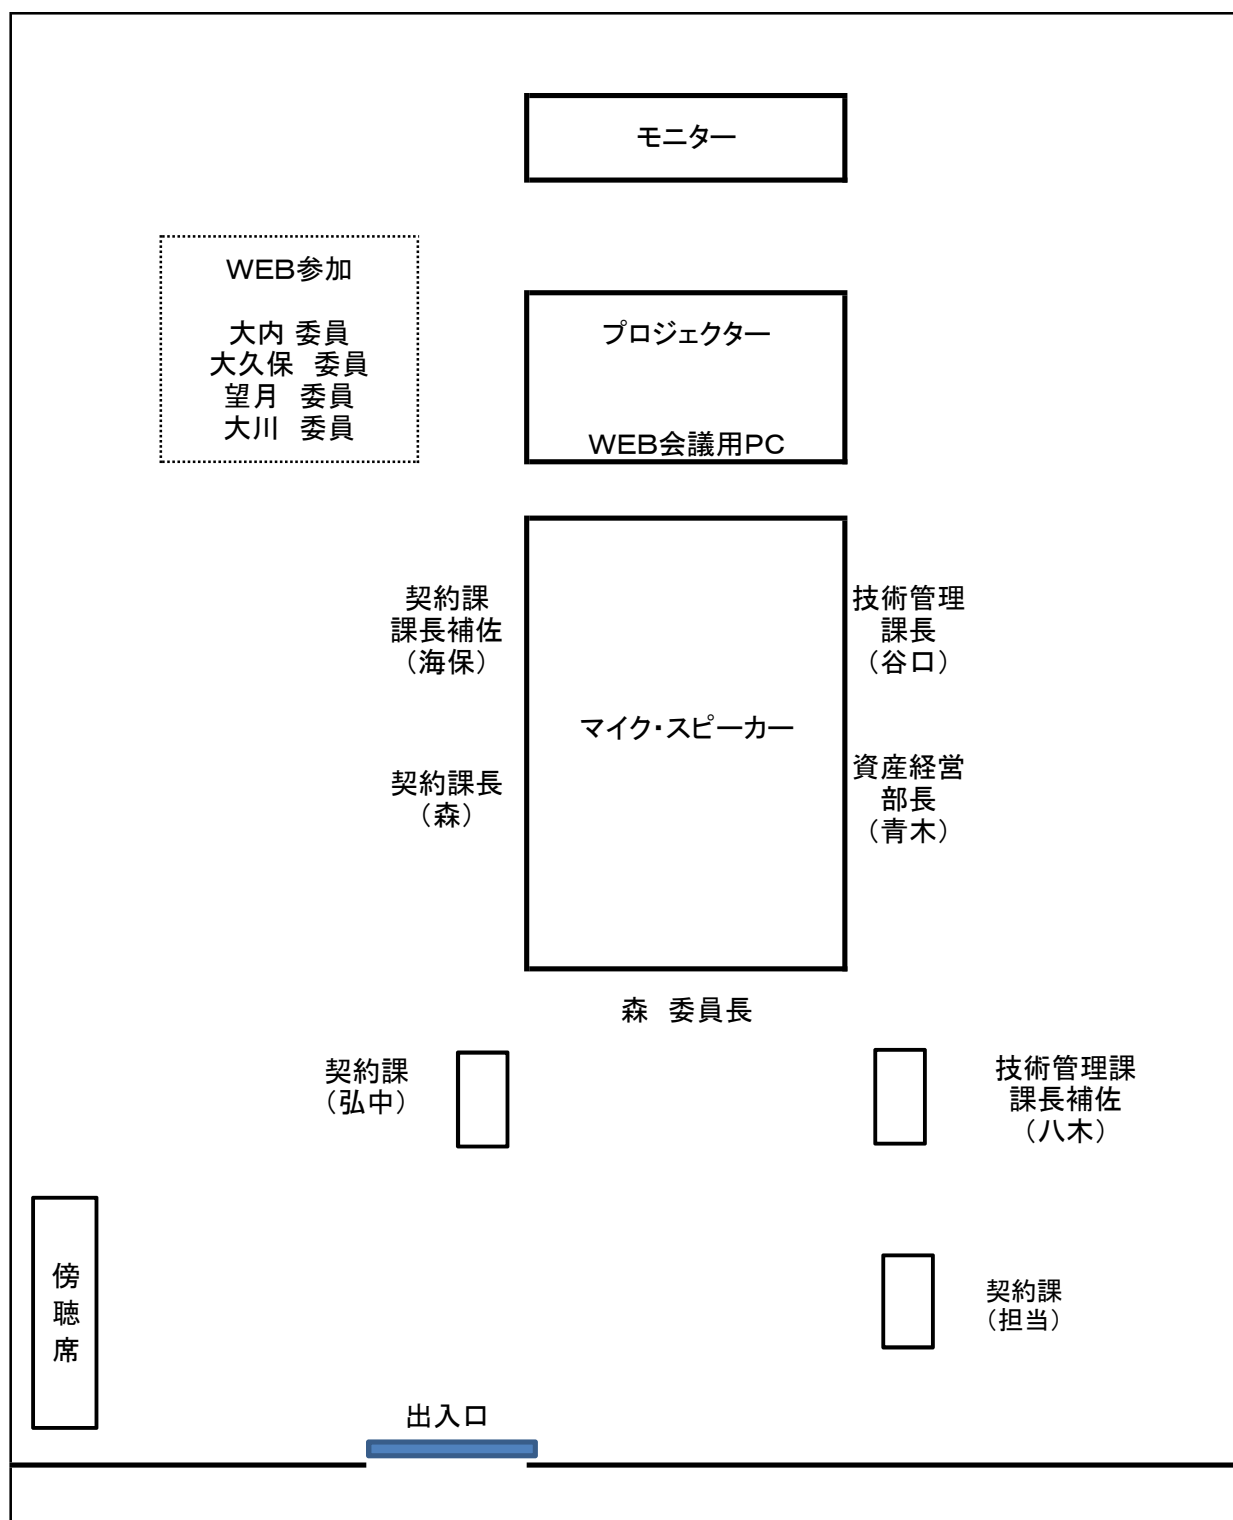 モニター
WEB参加
大内 委員
大久保　委員
望月　委員
大川　委員
プロジェクター
WEB会議用PC
契約課
課長補佐
（海保）
技術管理
課長
（谷口）
マイク・スピーカー
契約課長
（森）
資産経営
部長
（青木）
森　委員長
契約課
（弘中）
技術管理課
課長補佐
（八木）
傍聴席
契約課
（担当）
出入口